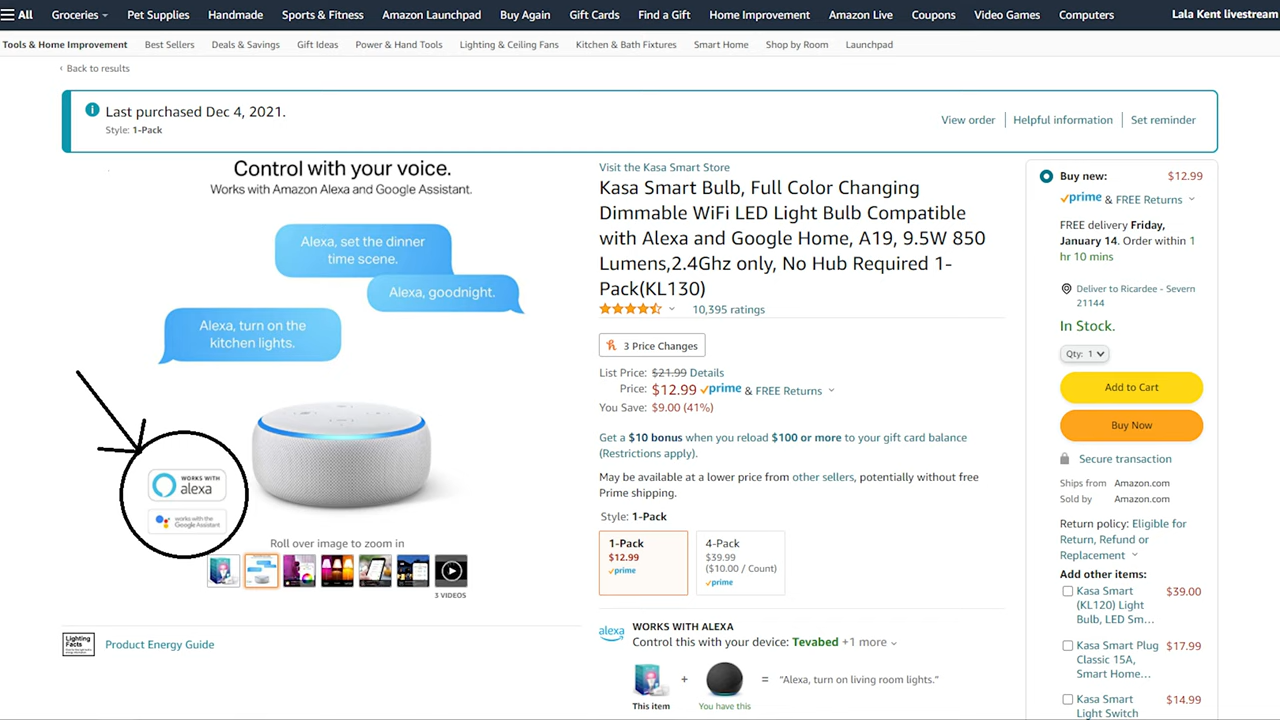 All Groceries Pet Supplies Handmade Sports & Fitness Amazon Launchpad Buy Again Gift Cards Find a Gift Home Improvement Amazon Live Coupons Video Games Computers Lala Kent livestream
Tools & Home Improvement Best Sellers Deals & Savings Gift Ideas Power & Hand Tools Lighting & Ceiling Fans Kitchen & Bath Fixtures Smart Home Shop by Room Launchpad
‹ Back to results
Last purchased Dec 4, 2021.
Style: 1-Pack
View order Helpful information Set reminder
Control with your voice.
Works with Amazon Alexa and Google Assistant.
Alexa, set the dinner
time scene.
Alexa, goodnight.
Alexa, turn on the
kitchen lights.
WORKS WITH
alexa
works with the
Google Assistant
Roll over image to zoom in
3 VIDEOS
Lighting
Facts
Product Energy Guide
Visit the Kasa Smart Store
Kasa Smart Bulb, Full Color Changing
Dimmable WiFi LED Light Bulb Compatible
with Alexa and Google Home, A19, 9.5W 850
Lumens,2.4Ghz only, No Hub Required 1-
Pack(KL130)
10,395 ratings
3 Price Changes
List Price: $21.99 Details
Price: $12.99 prime & FREE Returns
You Save: $9.00 (41%)
Get a $10 bonus when you reload $100 or more to your gift card balance
(Restrictions apply).
May be available at a lower price from other sellers, potentially without free
Prime shipping.
Style: 1-Pack
1-Pack
$12.99
prime
4-Pack
$39.99
($10.00 / Count)
prime
alexa
WORKS WITH ALEXA
Control this with your device: Tevabed +1 more
+ = “Alexa, turn on living room lights.”
This item You have this
Buy new: $12.99
prime & FREE Returns
FREE delivery Friday,
January 14. Order within 1
hr 10 mins
Deliver to Ricardee - Severn
21144
In Stock.
Qty: 1
Add to Cart
Buy Now
Secure transaction
Ships from Amazon.com
Sold by Amazon.com
Return policy: Eligible for
Return, Refund or
Replacement
Add other items:
Kasa Smart $39.00
(KL120) Light
Bulb, LED Sm...
Kasa Smart Plug $17.99
Classic 15A,
Smart Home...
Kasa Smart $14.99
Light Switch